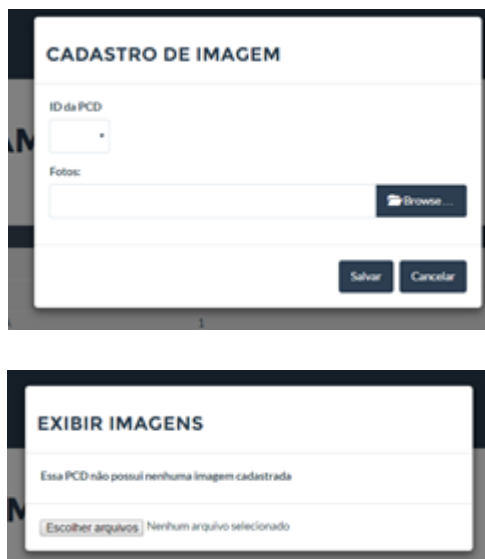 CADASTRO DE IMAGEM
ID da PCD
Fotos:
Browse ...
Salvar Cancelar
1
EXIBIR IMAGENS
Essa PCD não possui nenhuma imagem cadastrada
Escolher arquivos Nenhum arquivo selecionado